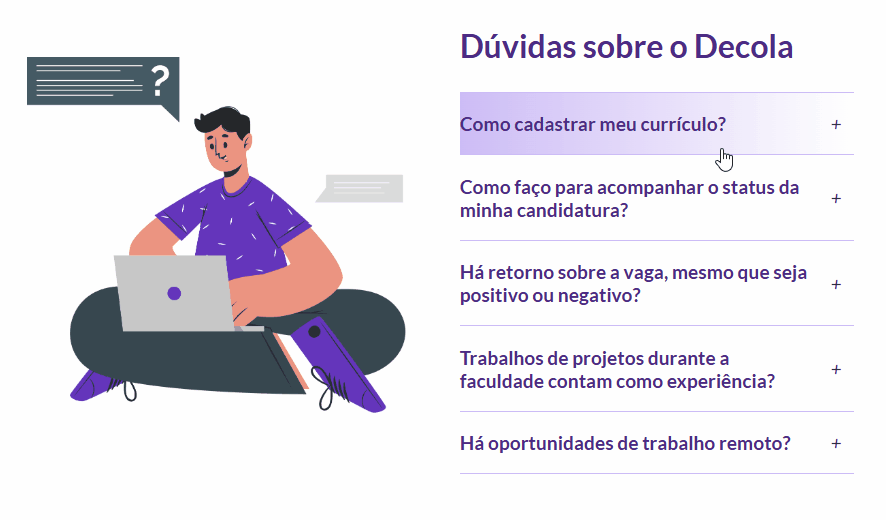 ?
Dúvidas sobre o Decola
Como cadastrar meu currículo?
+
Como faço para acompanhar o status da
minha candidatura?
+
Há retorno sobre a vaga, mesmo que seja
positivo ou negativo?
+
Trabalhos de projetos durante a
faculdade contam como experiência?
+
Há oportunidades de trabalho remoto?
+